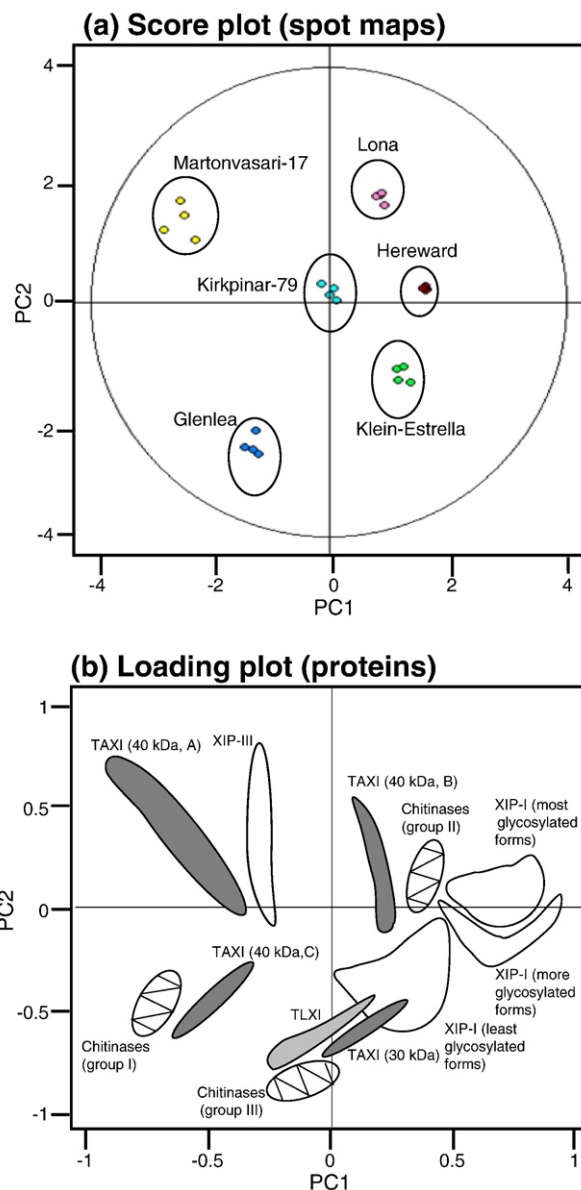 (a) Score plot (spot maps)
4
2
0
-2
-4
PC2
Martonvasari-17
Lona
Kirkpinar-79
Hereward
Glenlea
Klein-Estrella
-4
-2
0
2
4
PC1
(b) Loading plot (proteins)
1
0.5
0
-0.5
-1
PC2
TAXI (40 kDa, A)
XIP-III
TAXI (40 kDa, B)
Chitinases
(group II)
XIP-I (most
glycosylated
forms)
TAXI (40 kDa,C)
XIP-I (more
glycosylated
forms)
Chitinases
(group I)
TLXI
XIP-I (least
glycosylated
forms)
TAXI (30 kDa)
Chitinases
(group III)
-1
-0.5
0
0.5
1
PC1